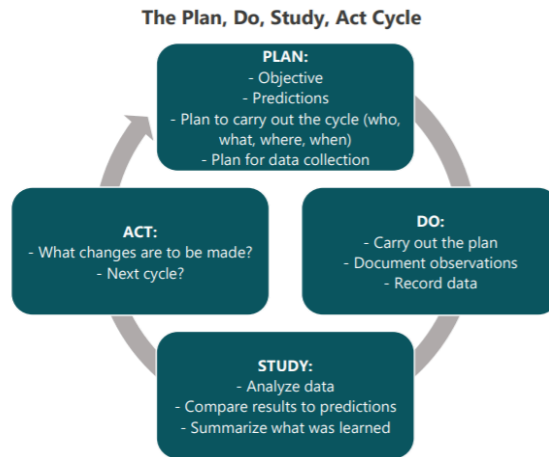 The Plan, Do, Study, Act Cycle
PLAN:
- Objective
- Predictions
- Plan to carry out the cycle (who,
what, where, when)
- Plan for data collection
DO:
- Carry out the plan
- Document observations
- Record data
STUDY:
- Analyze data
- Compare results to predictions
- Summarize what was learned
ACT:
- What changes are to be made?
- Next cycle?